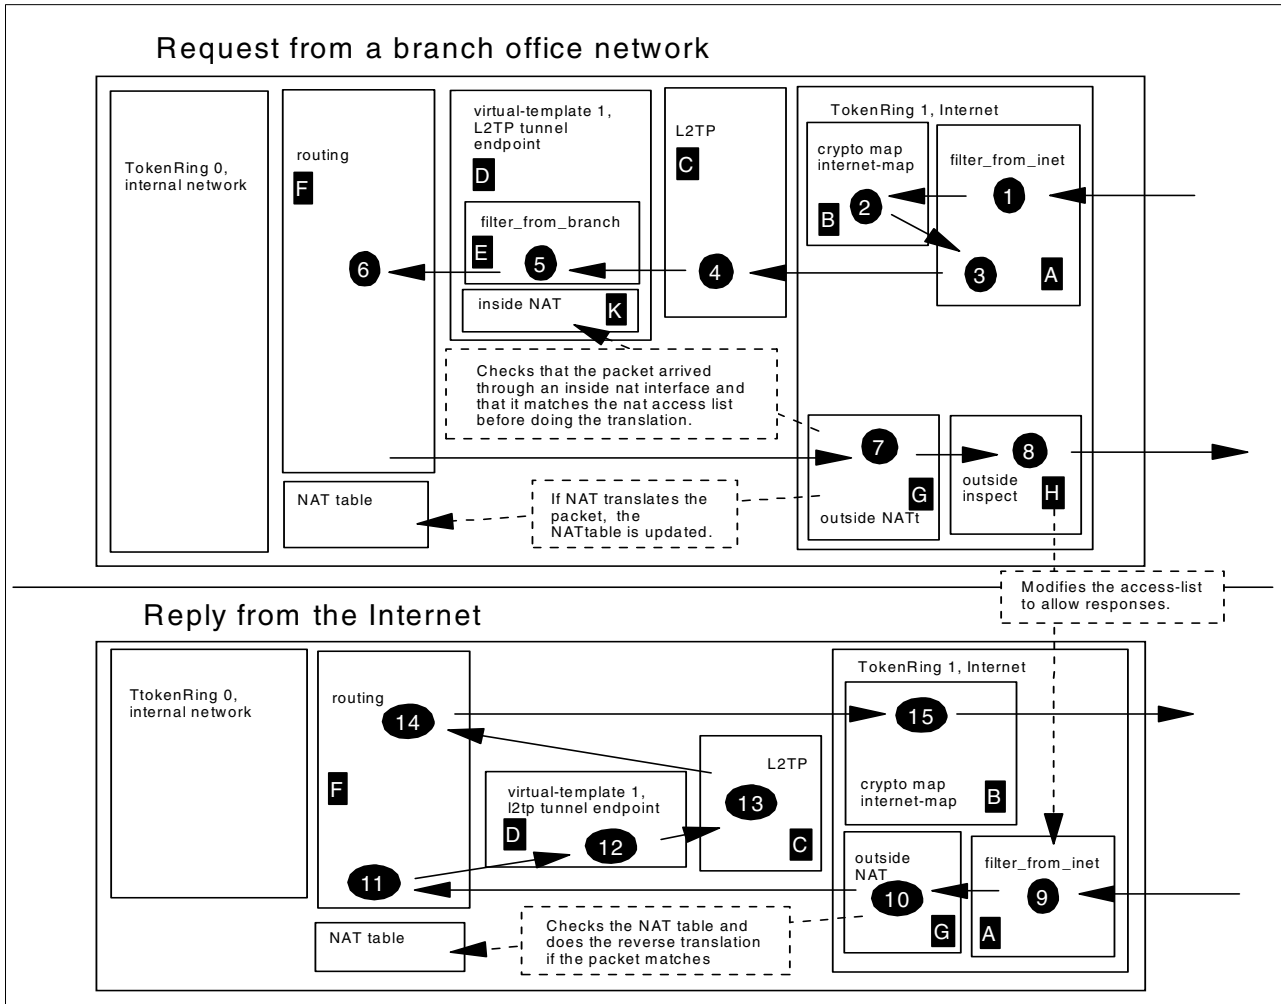 Request from a branch office network
TokenRing 0,
internal network
routing
F
6
virtual-template 1,
L2TP tunnel
endpoint
D
filter_from_branch
E
5
inside NAT
K
L2TP
C
4
TokenRing 1, Internet
crypto map
internet-map
2
B
filter_from_inet
1
3
A
Checks that the packet arrived
through an inside nat interface and
that it matches the nat access list
before doing the translation.
7
G
outside NATt
8
outside
inspect
H
NAT table
If NAT translates the
packet, the
NATtable is updated.
Modifies the access-list
to allow responses.
Reply from the Internet
TtokenRing 0,
internal network
routing
14
F
11
virtual-template 1,
l2tp tunnel endpoint
D
12
L2TP
13
C
TokenRing 1, Internet
15
crypto map
internet-map
B
outside
NAT
10
G
filter_from_inet
9
A
NAT table
Checks the NAT table and
does the reverse translation
if the packet matches